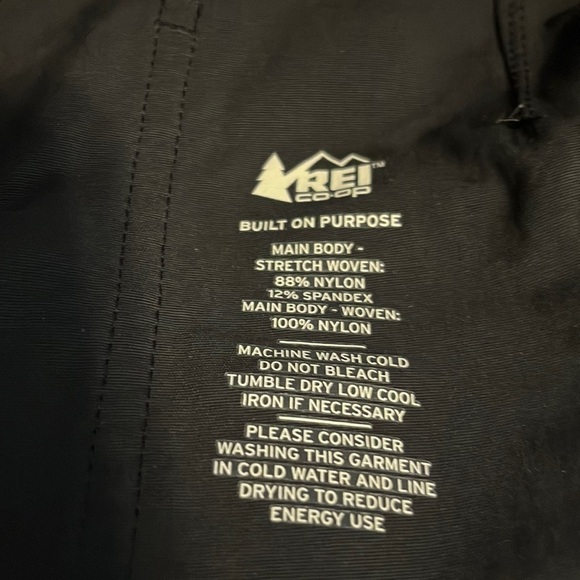 REI™
CO·OP
BUILT ON PURPOSE
MAIN BODY -
STRETCH WOVEN:
88% NYLON
12% SPANDEX
MAIN BODY - WOVEN:
100% NYLON
MACHINE WASH COLD
DO NOT BLEACH
TUMBLE DRY LOW COOL
IRON IF NECESSARY
PLEASE CONSIDER
WASHING THIS GARMENT
IN COLD WATER AND LINE
DRYING TO REDUCE
ENERGY USE